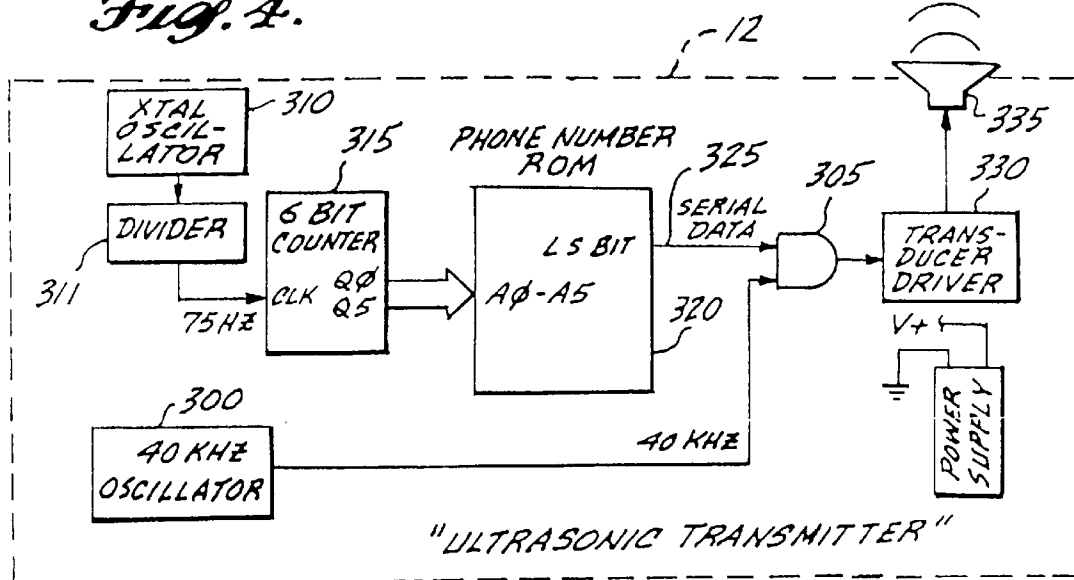 Fig. 4.
12
XTAL
OSCIL-
LATOR
310
DIVIDER
311
75HZ
315
6 BIT
COUNTER
QØ
CLK Q5
PHONE NUMBER
ROM
LS BIT
AØ-A5
320
325
SERIAL
DATA
305
335
330
TRANS-
DUCER
DRIVER
V+
POWER
SUPPLY
300
40 KHZ
OSCILLATOR
40 KHZ
"ULTRASONIC TRANSMITTER"